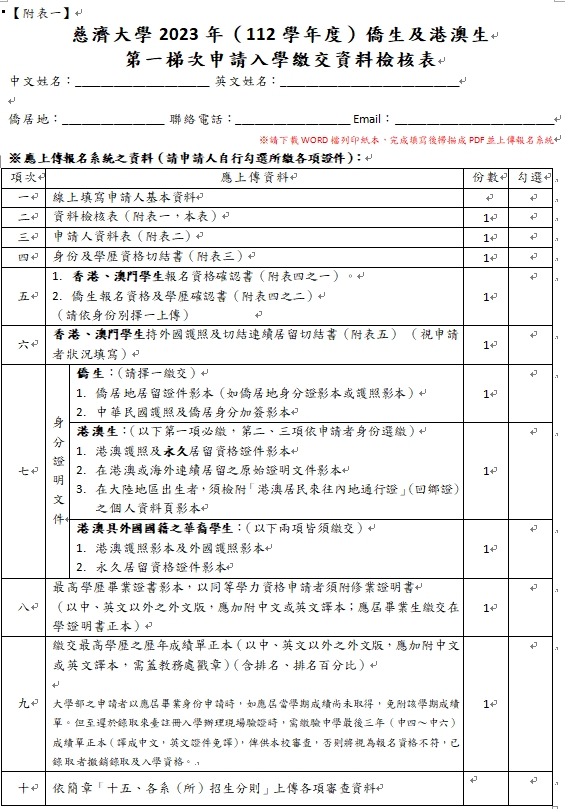 【附表一】
慈濟大學 2023 年（112 學年度）僑生及港澳生
第一梯次申請入學繳交資料檢核表
中文姓名：____________________ 英文姓名：____________________________
僑居地：________________ 聯絡電話：__________________ Email：_________________________
※請下載 WORD 檔列印紙本，完成填寫後掃描成 PDF 並上傳報名系統
※ 應上傳報名系統之資料（請申請人自行勾選所繳各項證件）：
項次 應上傳資料 份數 勾選
一 線上填寫申請人基本資料
二 資料檢核表（附表一，本表） 1
三 申請人資料表（附表二） 1
四 身份及學歷資格切結書（附表三） 1
五
1. 香港、澳門學生報名資格確認書（附表四之一）。
2. 僑生報名資格及學歷確認書（附表四之二）
（請依身份別擇一上傳）
1
六
香港、澳門學生持外國護照及切結連續居留切結書（附表五）（視申請
者狀況填寫）
1
七
身分證明文件
僑生：（請擇一繳交）
1. 僑居地居留證件影本（如僑居地身分證影本或護照影本）
2. 中華民國護照及僑居身分加簽影本
1
港澳生：（以下第一項必繳，第二、三項依申請者身份選繳）
1. 港澳護照及永久居留資格證件影本
2. 在港澳或海外連續居留之原始證明文件影本
3. 在大陸地區出生者，須檢附「港澳居民來往內地通行證」（回鄉證）
之個人資料頁影本
1
港澳具外國國籍之華裔學生：（以下兩項皆須繳交）
1. 港澳護照影本及外國護照影本
2. 永久居留資格證件影本
1
八
最高學歷畢業證書影本，以同等學力資格申請者須附修業證明書
（以中、英文以外之外文版，應加附中文或英文譯本；應屆畢業生繳交在
學證明書正本）
1
九
繳交最高學歷之歷年成績單正本（以中、英文以外之外文版，應加附中文
或英文譯本，需蓋教務處戳章）（含排名、排名百分比）
大學部之申請者以應屆畢業身份申請時，如應屆當學期成績尚未取得，免附該學期成績
單。但至遲於錄取來臺註冊入學辦理現場驗證時，需繳驗中學最後三年（中四～中六）
成績單正本（譯成中文，英文證件免譯），俾供本校審查，否則將視為報名資格不符，已
錄取者撤銷錄取及入學資格。
1
十 依簡章「十五、各系（所）招生分則」上傳各項審查資料